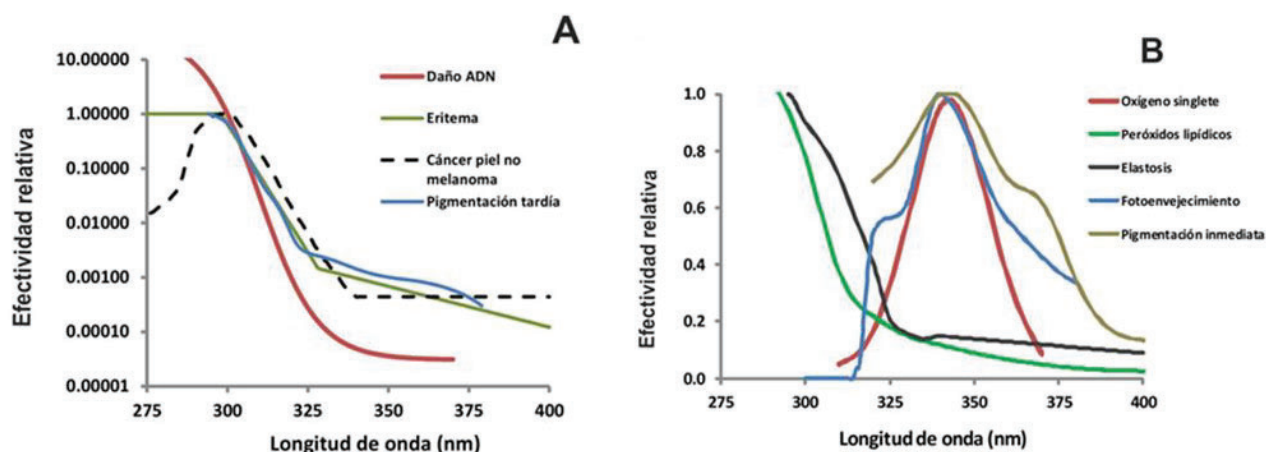 A
Efectividad relativa
10.00000
1.00000
0.10000
0.01000
0.00100
0.00010
0.00001
275 300 325 350 375 400
Longitud de onda (nm)
Daño ADN
Eritema
Cáncer piel no
melanoma
Pigmentación tardía
B
Efectividad relativa
1.0
0.8
0.6
0.4
0.2
0.0
275 300 325 350 375 400
Longitud de onda (nm)
Oxígeno singlete
Peróxidos lipídicos
Elastosis
Fotoenvejecimiento
Pigmentación inmediata